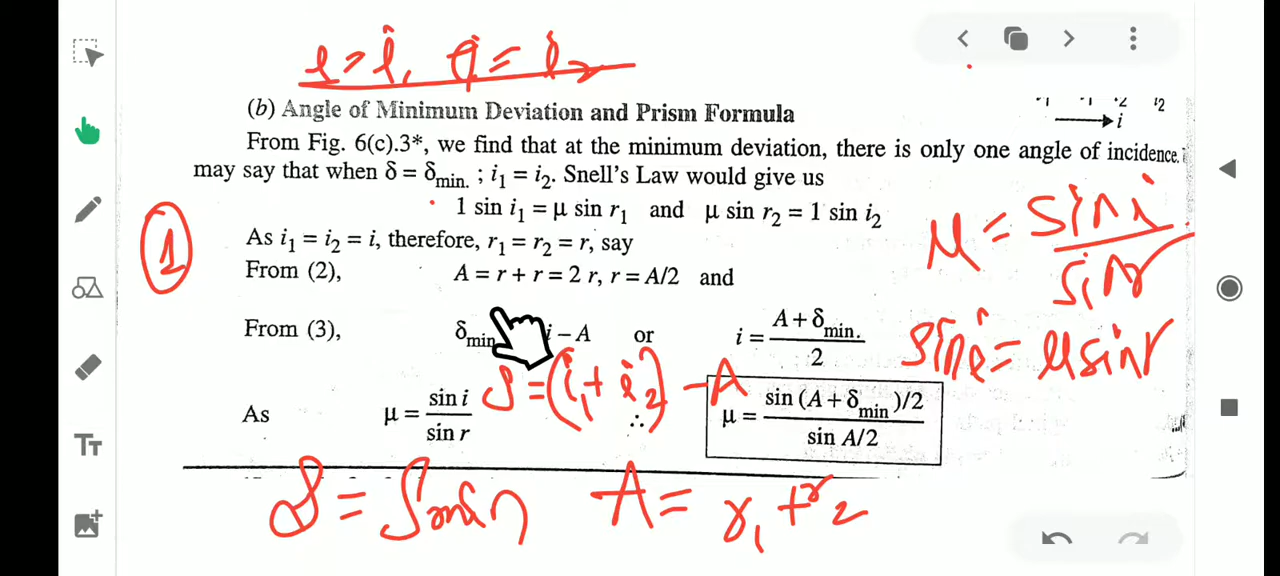 (b) Angle of Minimum Deviation and Prism Formula
From Fig. 6(c).3*, we find that at the minimum deviation, there is only one angle of incidence.
may say that when δ = δmin. ; i1 = i2. Snell's Law would give us
1 sin i1 = μ sin r1 and μ sin r2 = 1 sin i2
μ = sin i / sin r
1
As i1 = i2 = i, therefore, r1 = r2 = r, say
From (2), A = r + r = 2 r, r = A/2 and
From (3), δmin i – A or i = A + δmin. / 2
sin i = μ sin r
δ = (i1 + i2) – A
As μ = sin i / sin r ∴ μ = sin (A + δmin )/2 / sin A/2
δ = δmin A = r1 + r2
Tт